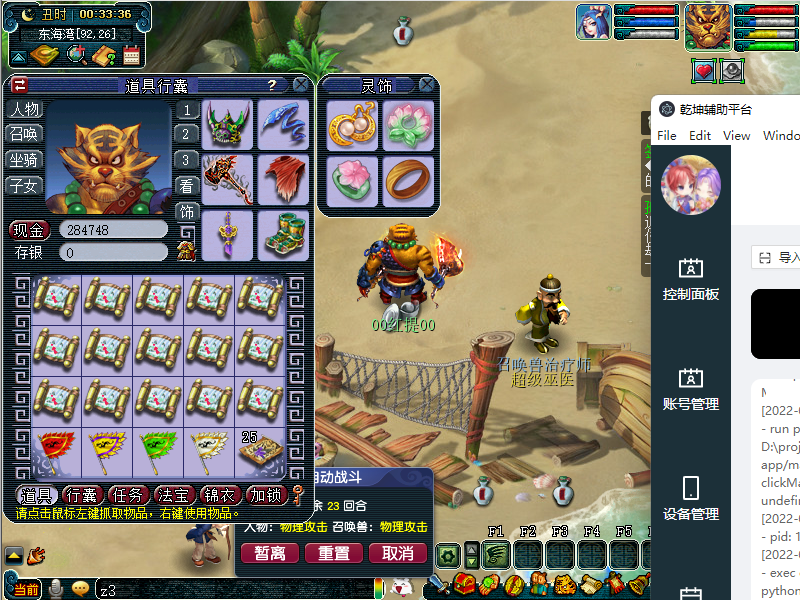 丑时 00:33:36
东海湾[92,26]
道具行囊 ?
灵饰
人物
召唤
坐骑
子女
1
2
3
看
饰
现金 284748
存银 0
25
道具 行囊 任务 法宝 锦衣 加锁
请点击鼠标左键抓取物品，右键使用物品。
00红提00
召唤兽治疗师
超级巫医
自动战斗
余 23 回合
人物：物理攻击 召唤兽：物理攻击
暂离 重置 取消
F1 F2 F3 F4 F5
当前 z3
乾坤辅助平台
File Edit View Windo
控制面板
账号管理
设备管理
导入
[2022-0
- run p
D:\proj
app/m
clickMa
undefin
[2022-0
- pid: 1
[2022-0
- exec
python